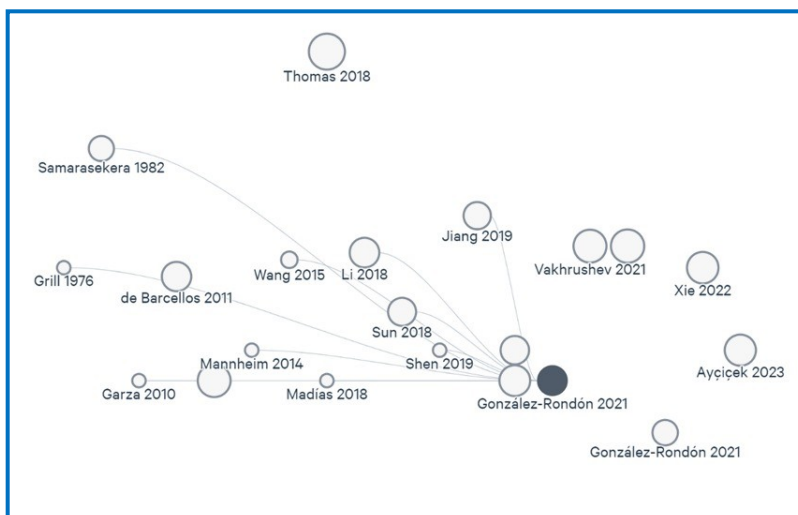 Thomas 2018
Samarasekera 1982
Jiang 2019
Grill 1976
Wang 2015
Li 2018
Vakhrushev 2021
Xie 2022
de Barcellos 2011
Sun 2018
Mannheim 2014
Shen 2019
Ayçiçek 2023
Garza 2010
Madías 2018
González-Rondón 2021
González-Rondón 2021